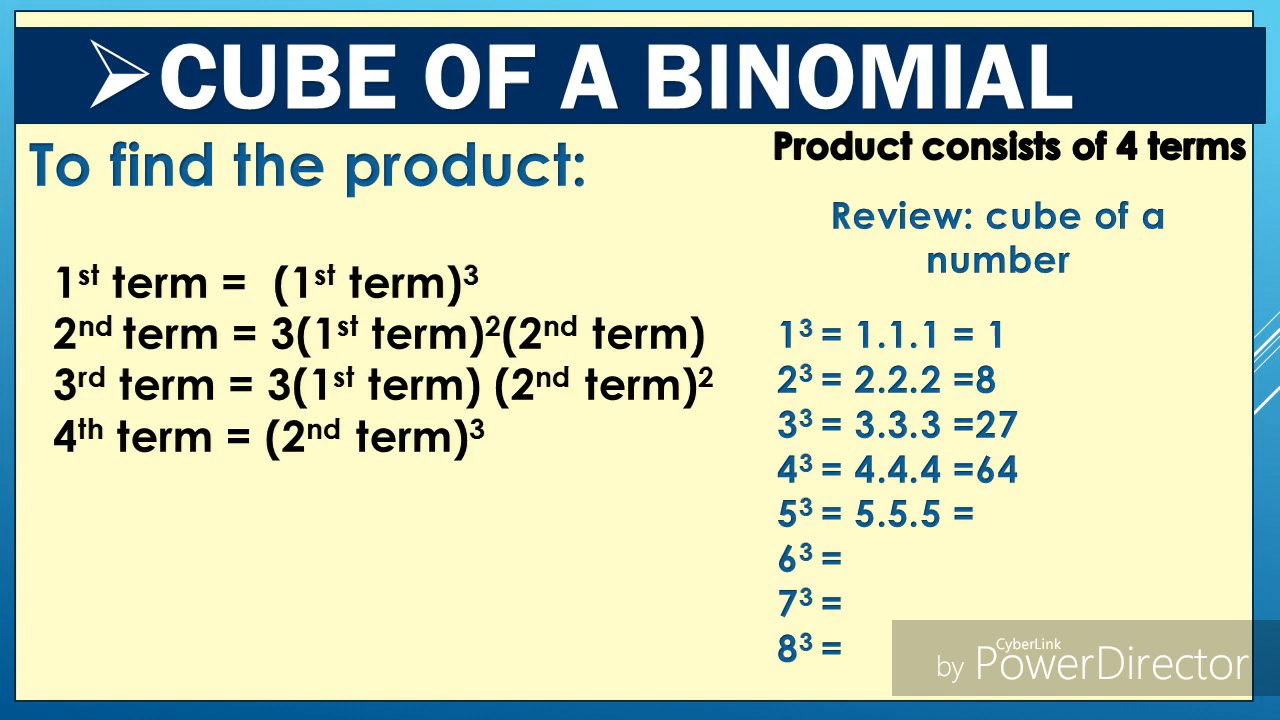 ➢CUBE OF A BINOMIAL
To find the product:
1ˢᵗ term = (1ˢᵗ term)³
2ⁿᵈ term = 3(1ˢᵗ term)²(2ⁿᵈ term)
3ʳᵈ term = 3(1ˢᵗ term) (2ⁿᵈ term)²
4ᵗʰ term = (2ⁿᵈ term)³
Product consists of 4 terms
Review: cube of a
number
1³ = 1.1.1 = 1
2³ = 2.2.2 =8
3³ = 3.3.3 =27
4³ = 4.4.4 =64
5³ = 5.5.5 =
6³ =
7³ =
8³ =
CyberLink
by PowerDirector